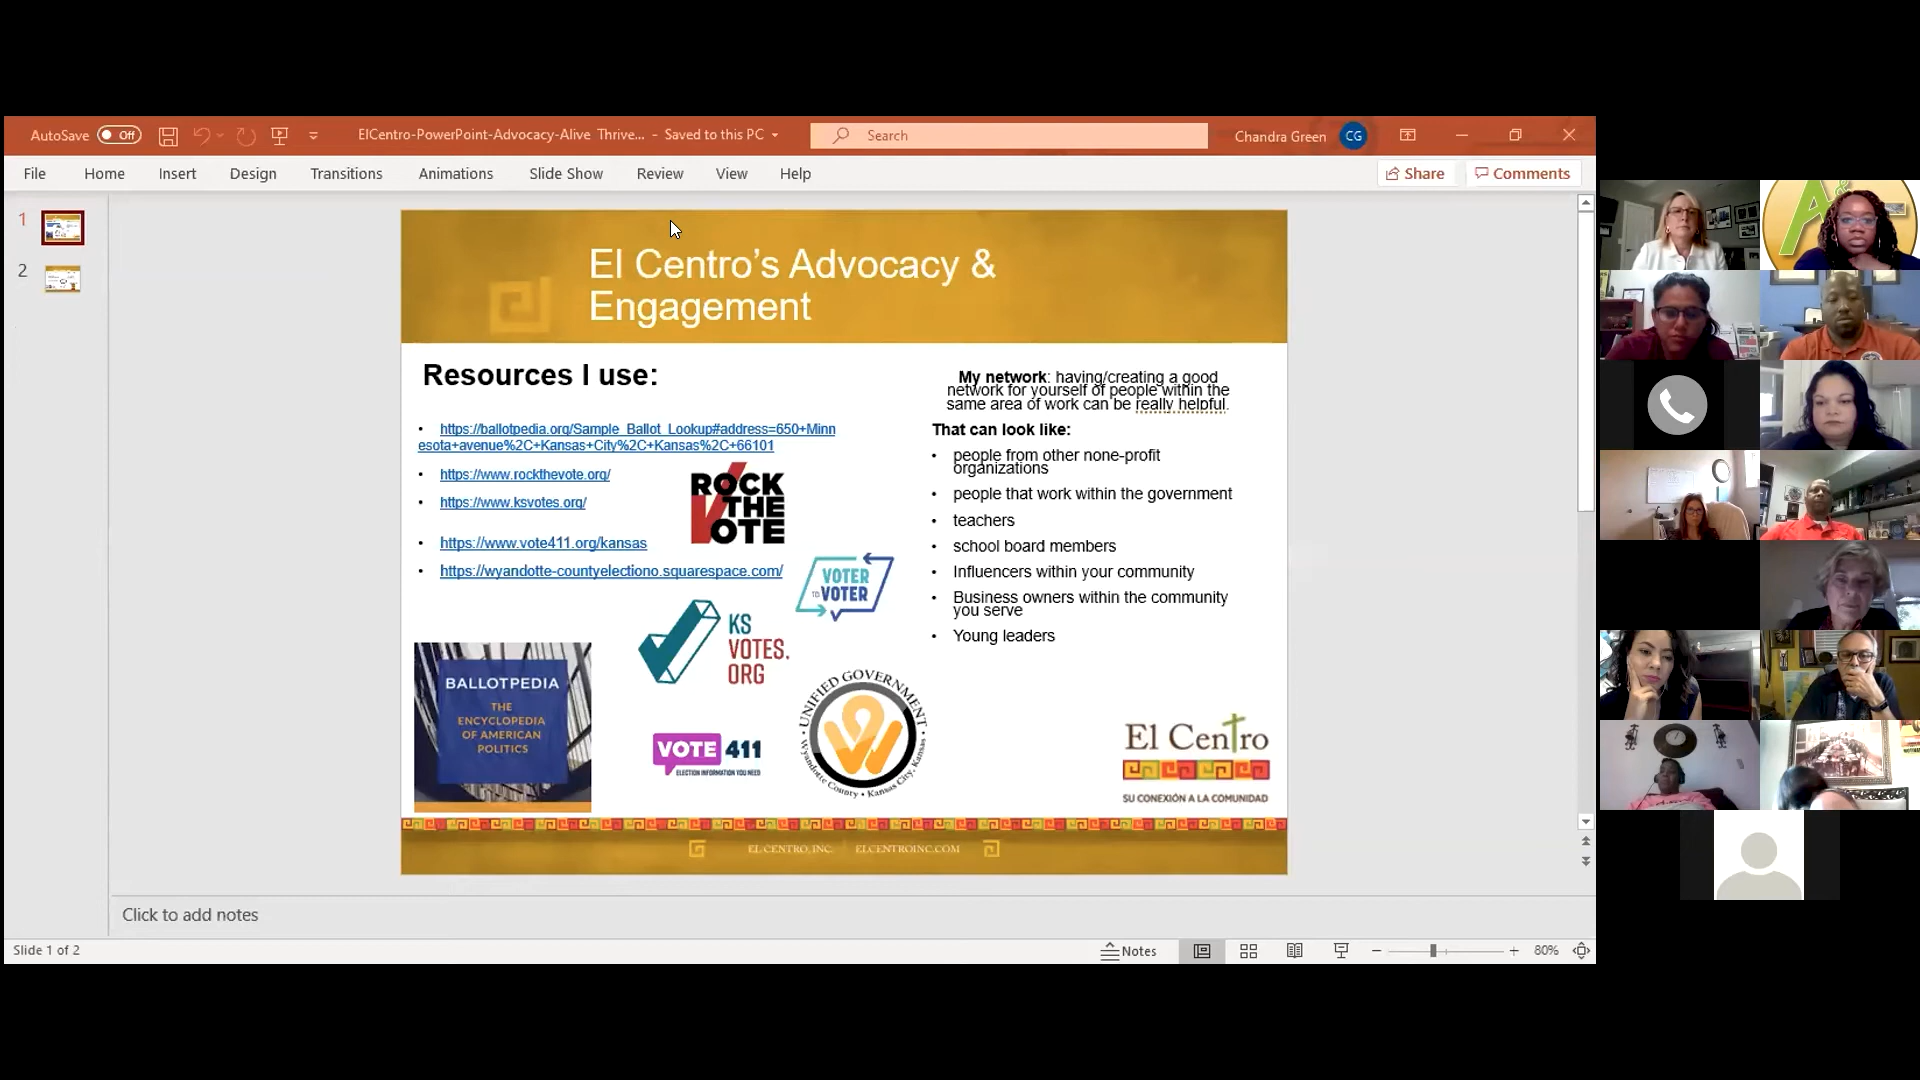 AutoSave Off ElCentro-PowerPoint-Advocacy-Alive Thrive... - Saved to this PC Search Chandra Green CG
File Home Insert Design Transitions Animations Slide Show Review View Help Share Comments
1
2
El Centro's Advocacy &
Engagement
Resources I use:
• https://ballotpedia.org/Sample_Ballot_Lookup#address=650+Minn
esota+avenue%2C+Kansas+City%2C+Kansas%2C+66101
• https://www.rockthevote.org/
• https://www.ksvotes.org/
• https://www.vote411.org/kansas
• https://wyandotte-countyelectiono.squarespace.com/
ROCK
THE
VOTE
VOTER
TO VOTER
KS
VOTES.
ORG
BALLOTPEDIA
THE
ENCYCLOPEDIA
OF AMERICAN
POLITICS
VOTE 411
ELECTION INFORMATION YOU NEED
UNIFIED GOVERNMENT
Wyandotte County • Kansas City, Kansas
My network: having/creating a good
network for yourself of people within the
same area of work can be really helpful.
That can look like:
• people from other none-profit
organizations
• people that work within the government
• teachers
• school board members
• Influencers within your community
• Business owners within the community
you serve
• Young leaders
El Centro
SU CONEXIÓN A LA COMUNIDAD
EL CENTRO, INC. ELCENTROINC.COM
Click to add notes
Slide 1 of 2 Notes 80%